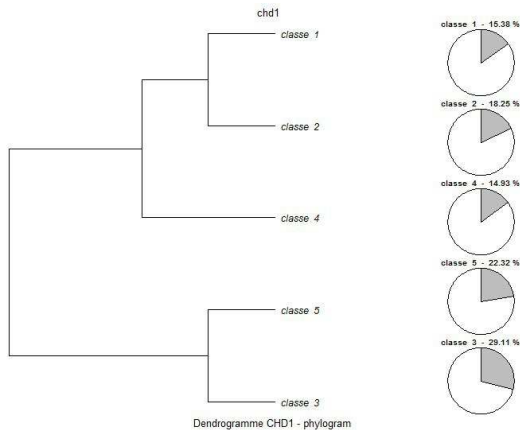 chd1
classe 1
classe 2
classe 4
classe 5
classe 3
classe 1 - 15.38 %
classe 2 - 18.25 %
classe 4 - 14.93 %
classe 5 - 22.32 %
classe 3 - 29.11 %
Dendrogramme CHD1 - phylogram